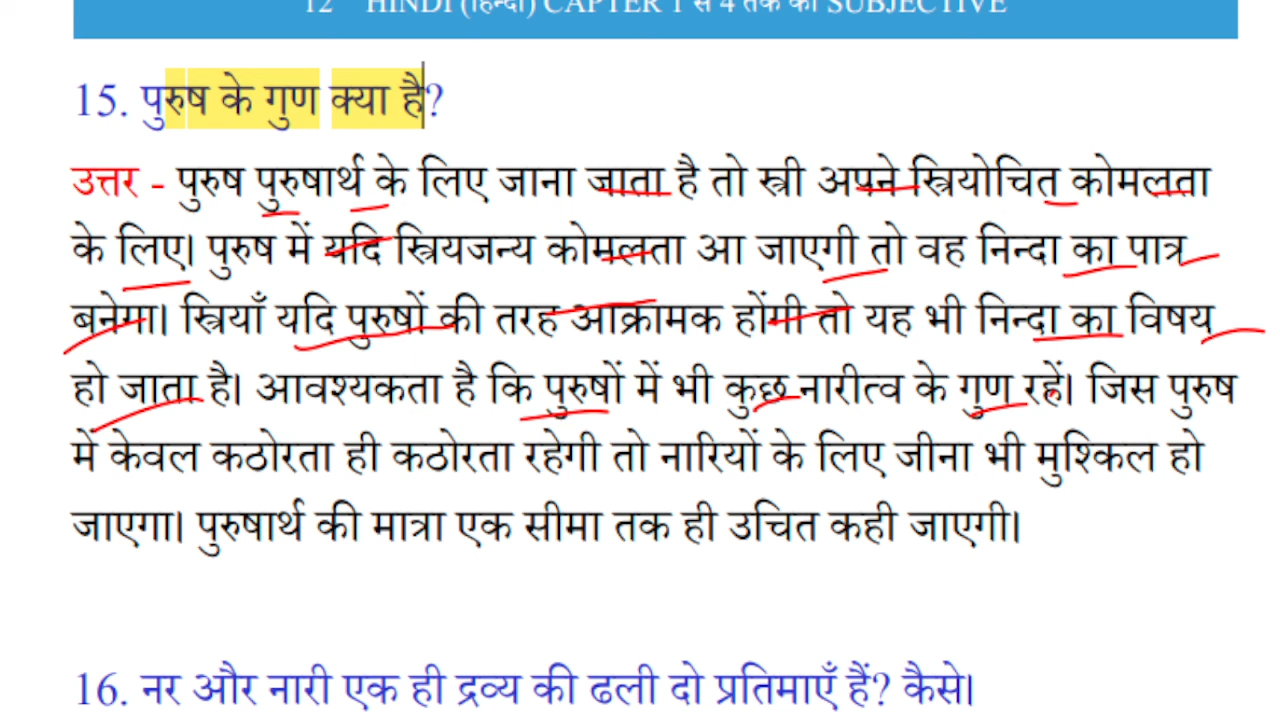 12 HINDI (हिन्दी) CAPTER 1 से 4 तक का SUBJECTIVE
15. पुरुष के गुण क्या है?
उत्तर - पुरुष पुरुषार्थ के लिए जाना जाता है तो स्त्री अपने स्त्रियोचित कोमलता
के लिए। पुरुष में यदि स्त्रियजन्य कोमलता आ जाएगी तो वह निन्दा का पात्र
बनेगा। स्त्रियाँ यदि पुरुषों की तरह आक्रामक होंगी तो यह भी निन्दा का विषय
हो जाता है। आवश्यकता है कि पुरुषों में भी कुछ नारीत्व के गुण रहें। जिस पुरुष
में केवल कठोरता ही कठोरता रहेगी तो नारियों के लिए जीना भी मुश्किल हो
जाएगा। पुरुषार्थ की मात्रा एक सीमा तक ही उचित कही जाएगी।
16. नर और नारी एक ही द्रव्य की ढली दो प्रतिमाएँ हैं? कैसे।